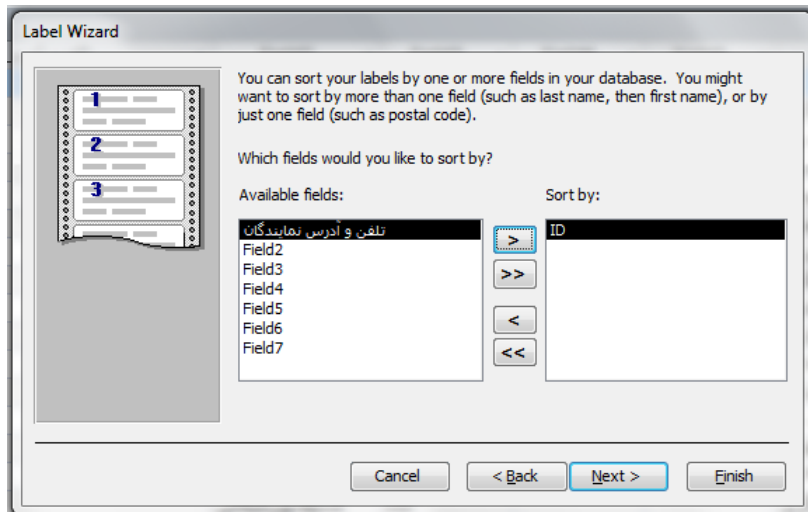 Label Wizard
You can sort your labels by one or more fields in your database. You might
want to sort by more than one field (such as last name, then first name), or by
just one field (such as postal code).
Which fields would you like to sort by?
Available fields:
Sort by:
تلفن و آدرس نمایندگان
Field2
Field3
Field4
Field5
Field6
Field7
>
>>
<
<<
ID
1
2
3
Cancel
< Back
Next >
Finish